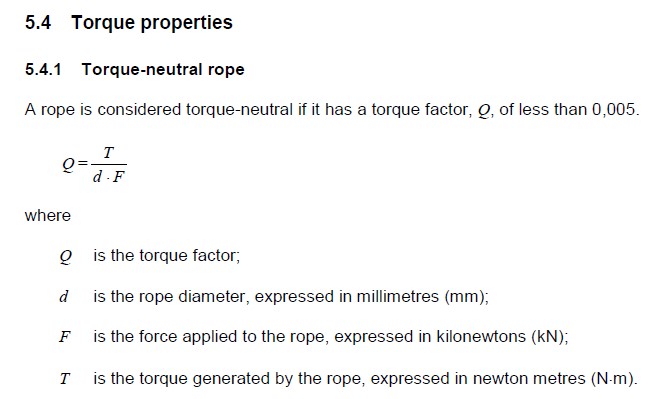 5.4 Torque properties
5.4.1 Torque-neutral rope
A rope is considered torque-neutral if it has a torque factor, Q, of less than 0,005.
Q = T / d · F
where
Q is the torque factor;
d is the rope diameter, expressed in millimetres (mm);
F is the force applied to the rope, expressed in kilonewtons (kN);
T is the torque generated by the rope, expressed in newton metres (N·m).